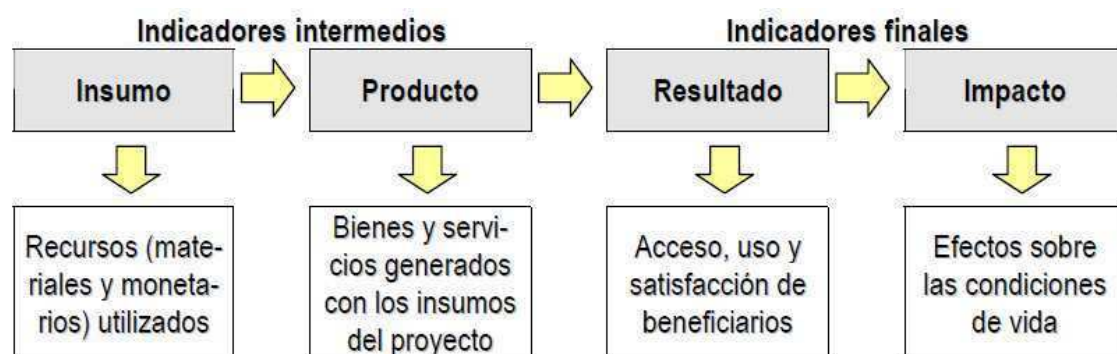 Indicadores intermedios
Indicadores finales
Insumo
Producto
Resultado
Impacto
Recursos (mate-
riales y moneta-
rios) utilizados
Bienes y servi-
cios generados
con los insumos
del proyecto
Acceso, uso y
satisfacción de
beneficiarios
Efectos sobre
las condiciones
de vida